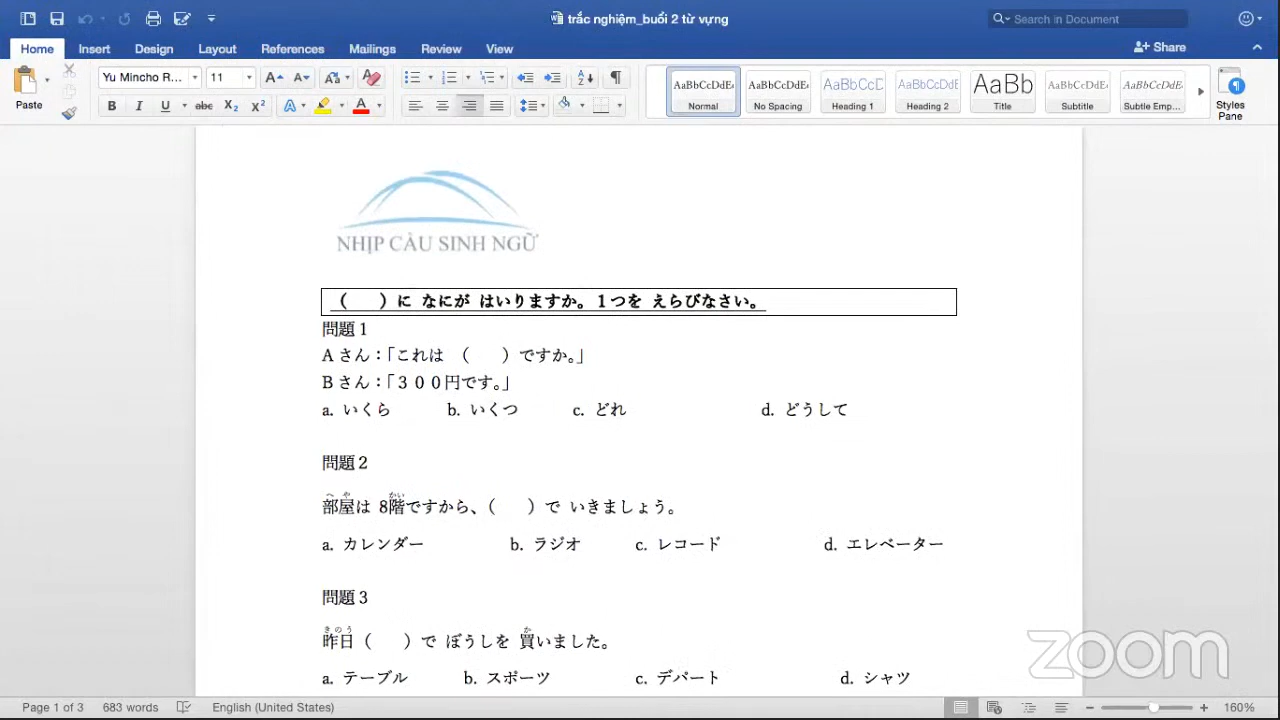 trắc nghiệm_buổi 2 từ vựng
Search in Document
Home Insert Design Layout References Mailings Review View
Share
Paste
Yu Mincho R... 11
B I U abc X₂ X²
AaBbCcDdEe AaBbCcDdEe AaBbCcD AaBbCcDdE AaBb AaBbCcDdE AaBbCcDdEe
Normal No Spacing Heading 1 Heading 2 Title Subtitle Subtle Emp...
Styles Pane
NHỊP CẦU SINH NGỮ
（　　）に なにが はいりますか。１つを えらびなさい。
問題１
Ａさん：「これは （　　）ですか。」
Ｂさん：「３００円です。」
a. いくら b. いくつ c. どれ d. どうして
問題２
へ や かい
部屋は 8階ですから、（　　）で いきましょう。
a. カレンダー b. ラジオ c. レコード d. エレベーター
問題３
きのう か
昨日（　　）で ぼうしを 買いました。
a. テーブル b. スポーツ c. デパート d. シャツ
zoom
Page 1 of 3 683 words English (United States) 160%